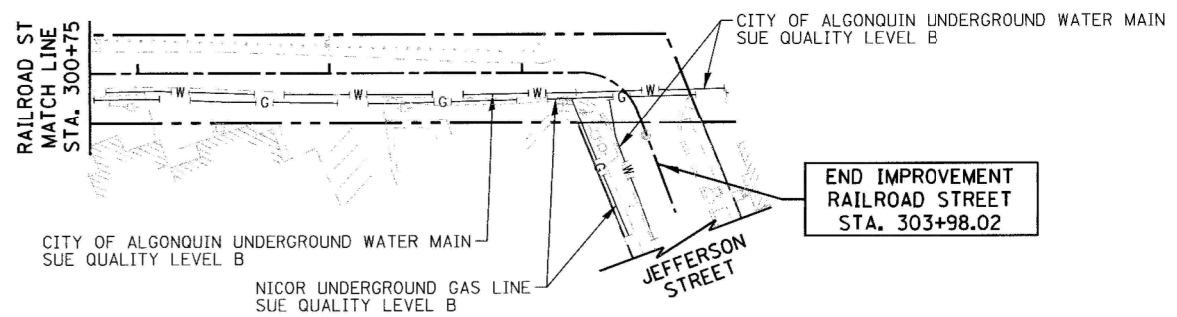 CITY OF ALGONQUIN UNDERGROUND WATER MAIN
SUE QUALITY LEVEL B
RAILROAD ST
MATCH LINE
STA. 300+75
W
G
W
G
W
G
W
G
W
END IMPROVEMENT
RAILROAD STREET
STA. 303+98.02
CITY OF ALGONQUIN UNDERGROUND WATER MAIN
SUE QUALITY LEVEL B
NICOR UNDERGROUND GAS LINE
SUE QUALITY LEVEL B
JEFFERSON
STREET